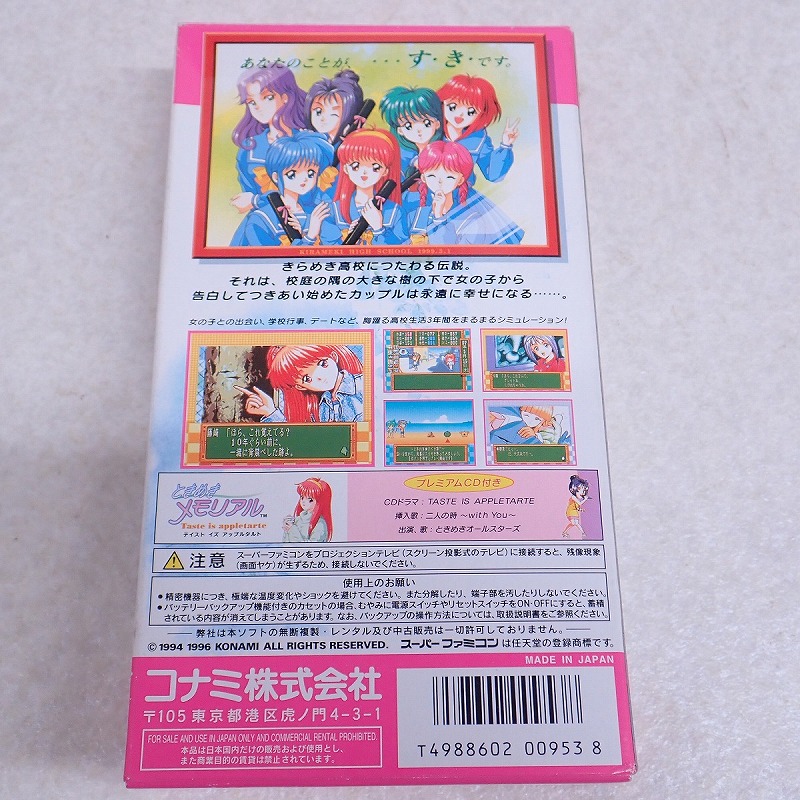 あなたのことが、・・・す・き・です。
KIRAMEKI HIGH SCHOOL 1999.3.1
きらめき高校につたわる伝説。
それは、校庭の隅の大きな樹の下で女の子から
告白してつきあい始めたカップルは永遠に幸せになる……。
女の子との出会い、学校行事、デートなど、胸躍る高校生活3年間をまるまるシミュレーション!
藤崎「ほら、これ覚えてる?
10年ぐらい前に、
一緒に背比べした跡よ。
ときめき
メモリアル™
Taste is appletarte
テイスト イズ アップルタルト
プレミアムCD付き
CDドラマ:TASTE IS APPLETARTE
挿入歌:二人の時 〜with You〜
出演、歌:ときめきオールスターズ
注意
スーパーファミコンをプロジェクションテレビ(スクリーン投影式のテレビ)に接続すると、残像現象
(画面ヤケ)が生ずるため、接続しないでください。
使用上のお願い
●精密機器につき、極端な温度変化やショックを避けてください。また分解したり、端子部を汚したりしないでください。
●バッテリーバックアップ機能付きのカセットの場合、むやみに電源スイッチやリセットスイッチをON・OFFにすると、蓄積
されている内容が消えてしまうことがあります。なお、バックアップの操作方法については、取扱説明書をご参照ください。
弊社は本ソフトの無断複製・レンタル及び中古販売は一切許可しておりません。
©1994 1996 KONAMI ALL RIGHTS RESERVED. スーパーファミコンは任天堂の登録商標です。
MADE IN JAPAN
コナミ株式会社
〒105 東京都港区虎ノ門4-3-1
FOR SALE AND USE IN JAPAN ONLY AND COMMERCIAL RENTAL PROHIBITED.
本品は日本国内だけの販売および使用とし、
また商業目的の賃貸は禁止されています。
T4988602 00953 8